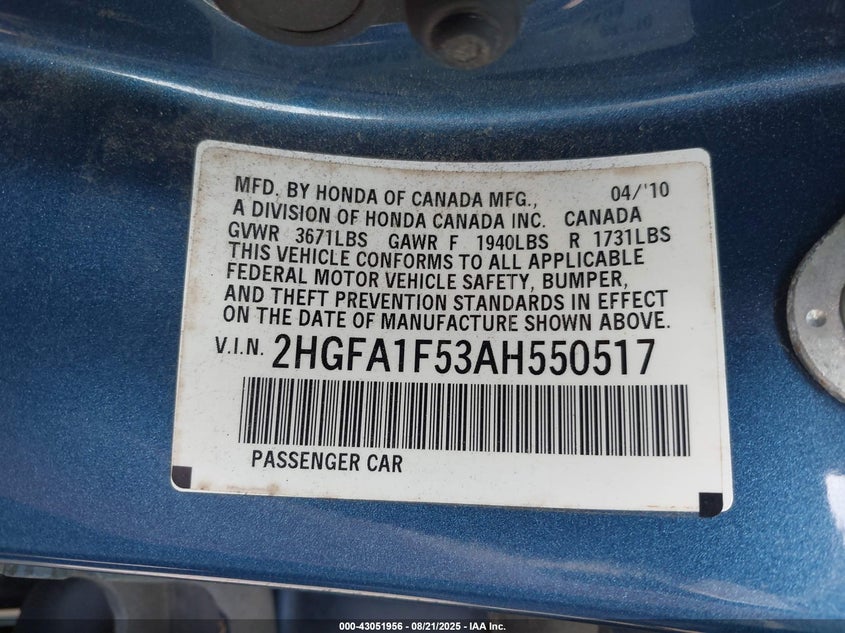 MFD. BY HONDA OF CANADA MFG., 04/'10
A DIVISION OF HONDA CANADA INC. CANADA
GVWR 3671LBS GAWR F 1940LBS R 1731LBS
THIS VEHICLE CONFORMS TO ALL APPLICABLE
FEDERAL MOTOR VEHICLE SAFETY, BUMPER,
AND THEFT PREVENTION STANDARDS IN EFFECT
ON THE DATE OF MANUFACTURE SHOWN ABOVE.
V.I.N. 2HGFA1F53AH550517
PASSENGER CAR
000-43051956 - 08/21/2025 - IAA Inc.